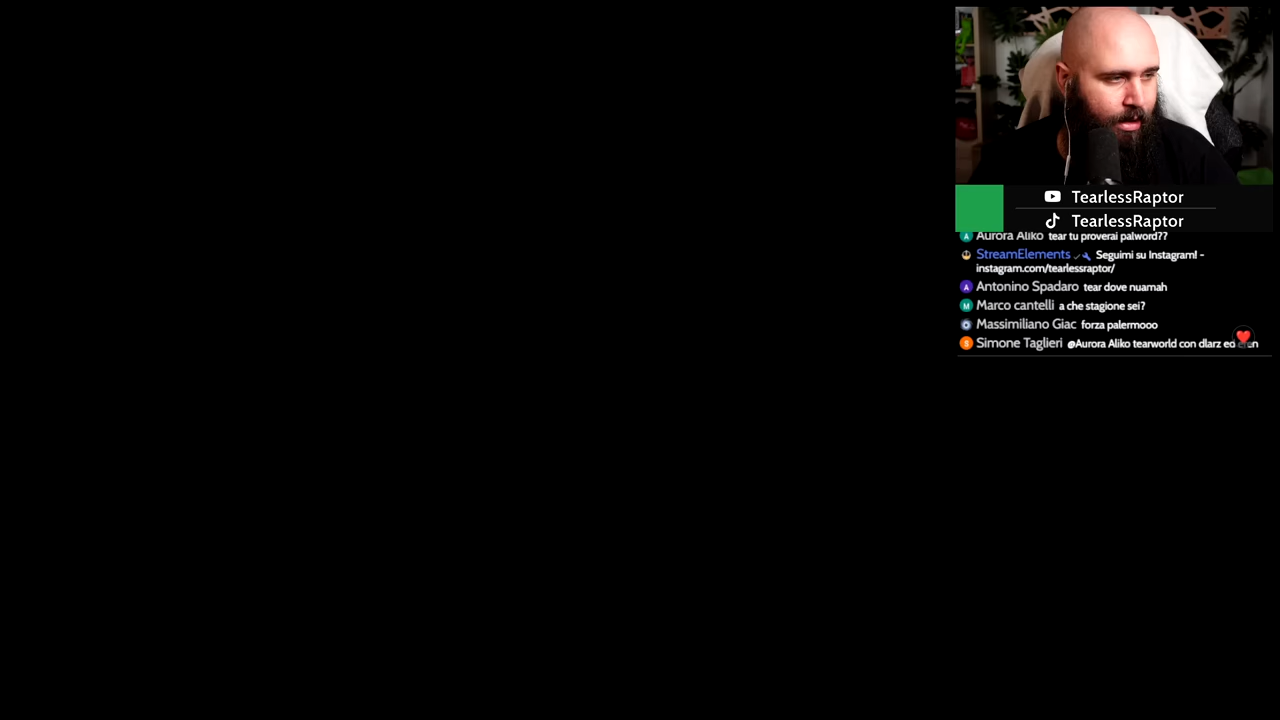 TearlessRaptor
TearlessRaptor
Aurora Aliko tear tu proverai palword??
StreamElements Seguimi su Instagram! -
instagram.com/tearlessraptor/
Antonino Spadaro tear dove nuamah
Marco cantelli a che stagione sei?
Massimiliano Giac forza palermooo
Simone Taglieri @Aurora Aliko tearworld con dlarz ed